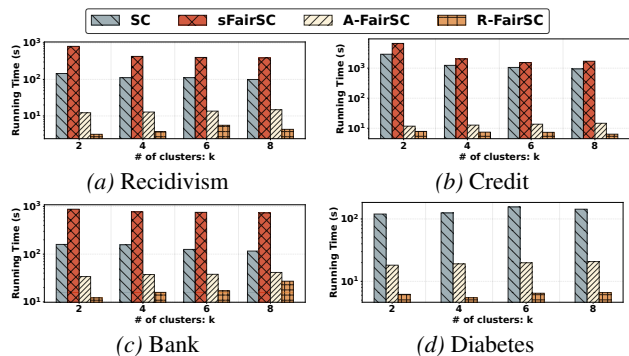 SC sFairSC A-FairSC R-FairSC
Running Time (s)
10³
10²
10¹
2 4 6 8
# of clusters: k
(a) Recidivism
Running Time (s)
10³
10²
10¹
2 4 6 8
# of clusters: k
(b) Credit
Running Time (s)
10³
10²
10¹
2 4 6 8
# of clusters: k
(c) Bank
Running Time (s)
10²
10¹
2 4 6 8
# of clusters: k
(d) Diabetes